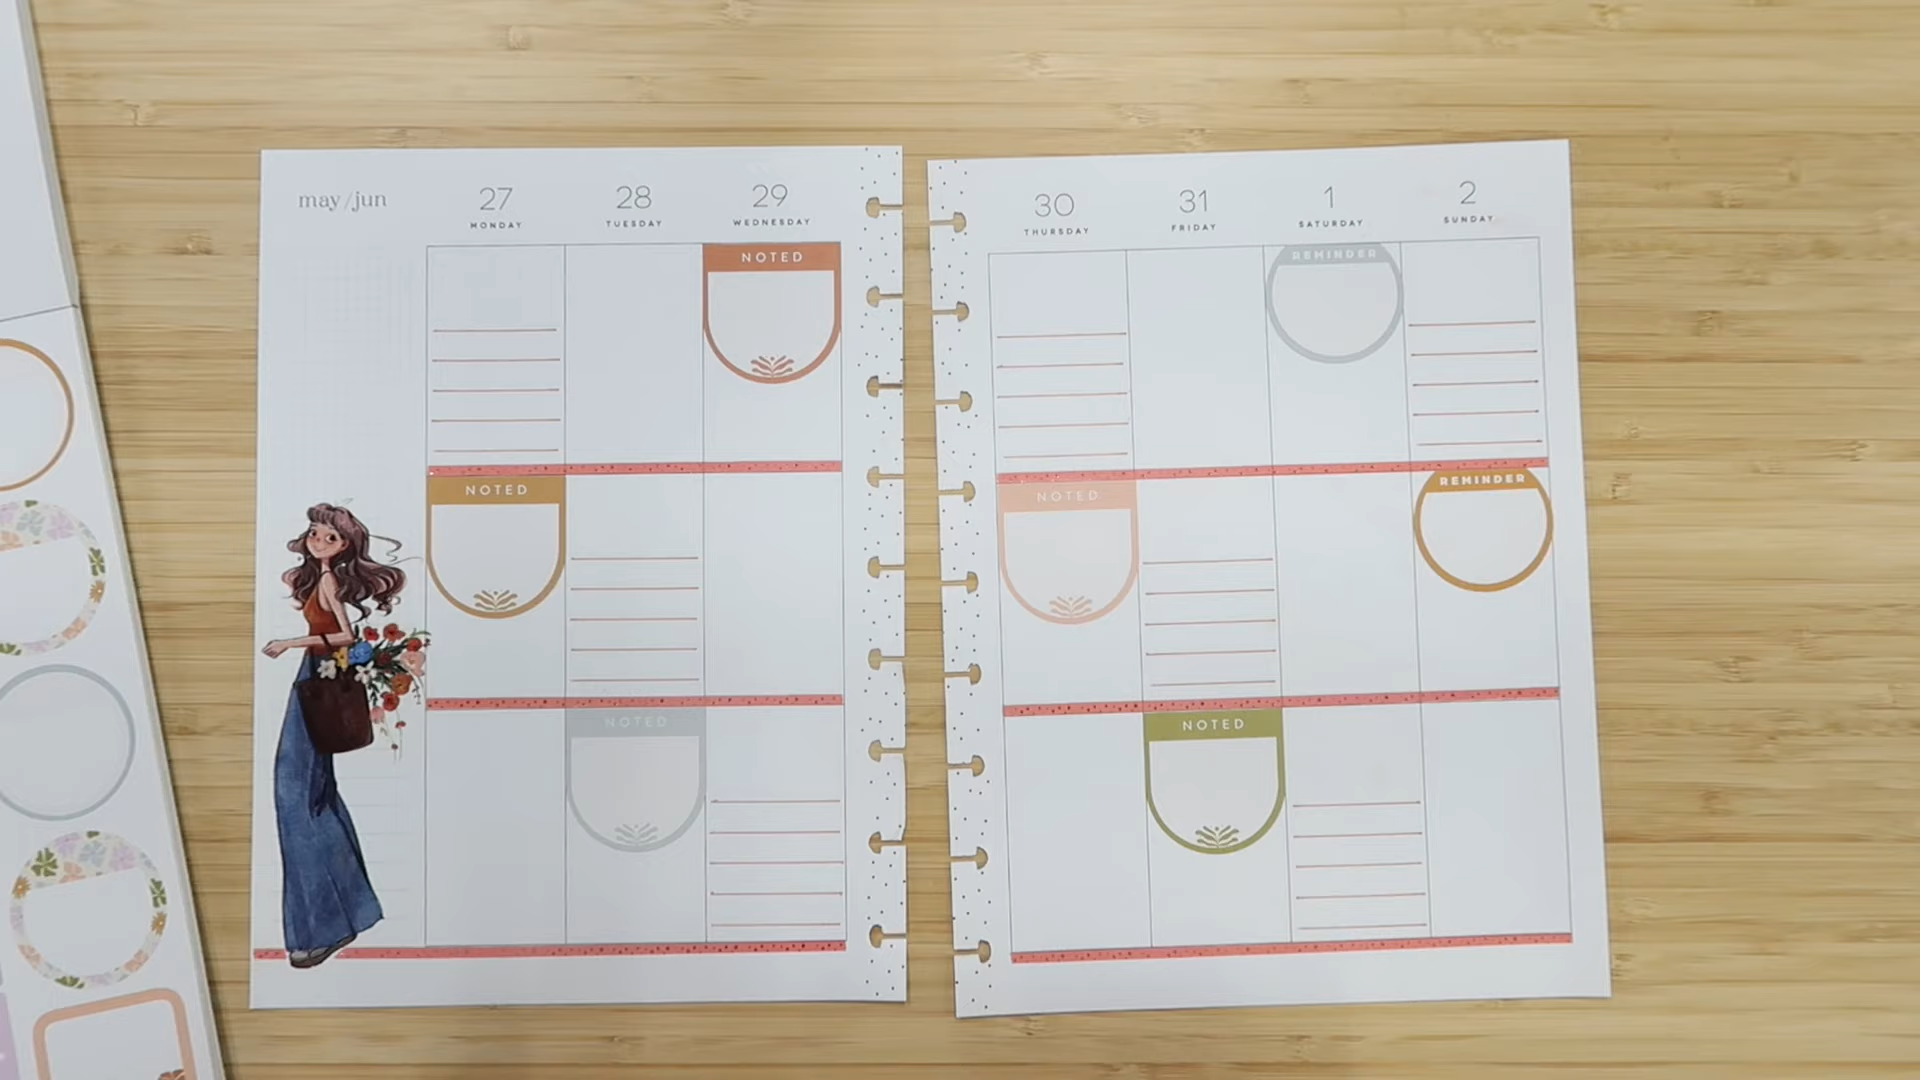 may/jun
27
MONDAY
28
TUESDAY
29
WEDNESDAY
NOTED
NOTED
NOTED
30
THURSDAY
31
FRIDAY
1
SATURDAY
2
SUNDAY
REMINDER
NOTED
REMINDER
NOTED